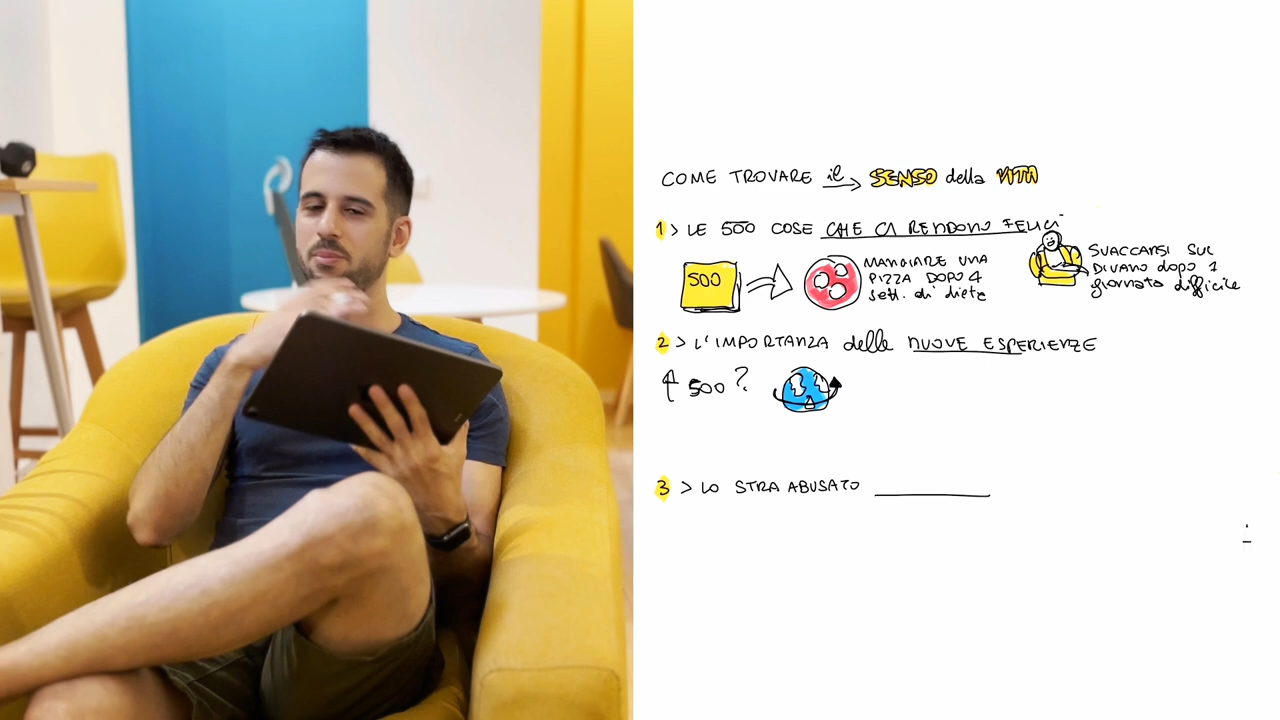 COME TROVARE il SENSO della VITA
1 > LE 500 COSE CHE CI RENDONO FELICI
500
MANGIARE UNA
PIZZA DOPO 4
sett. di dieta
SVACCARSI SUL
DIVANO dopo 1
giornata difficile
2 > L'IMPORTANZA delle NUOVE ESPERIENZE
500?
3 > LO STRA ABUSATO